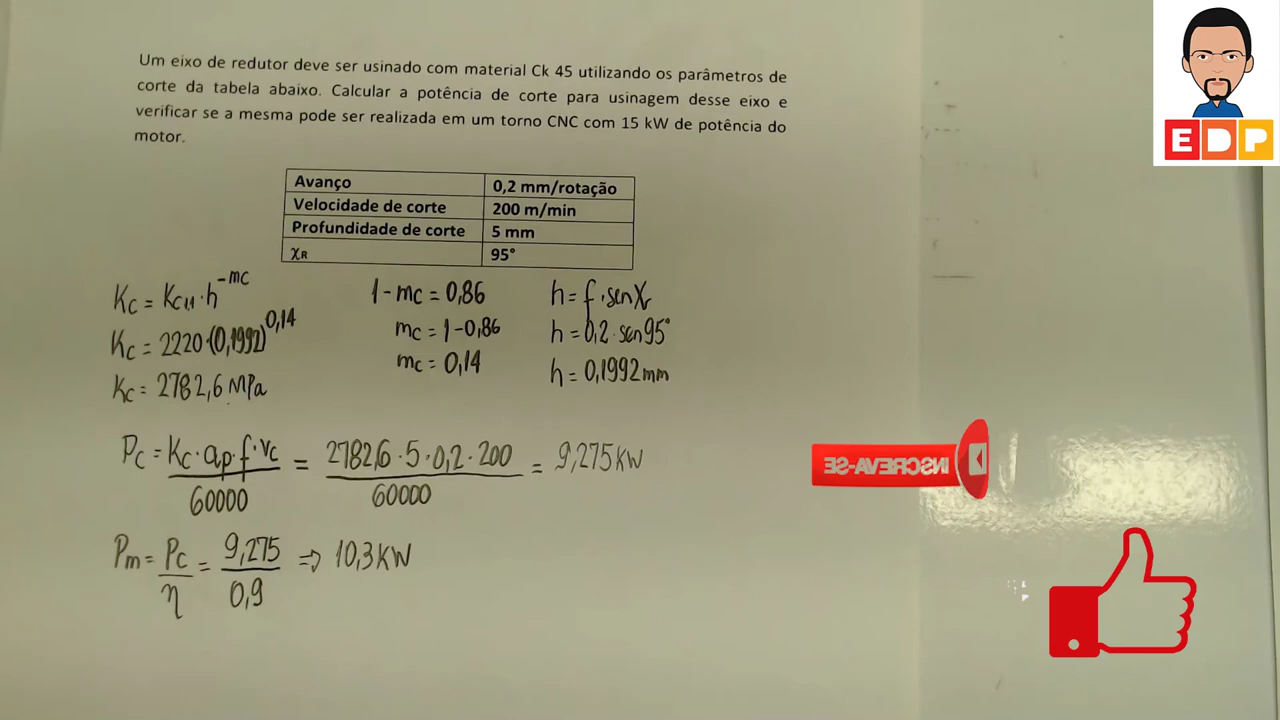 Um eixo de redutor deve ser usinado com material Ck 45 utilizando os parâmetros de
corte da tabela abaixo. Calcular a potência de corte para usinagem desse eixo e
verificar se a mesma pode ser realizada em um torno CNC com 15 kW de potência do
motor.
EDP
Avanço 0,2 mm/rotação
Velocidade de corte 200 m/min
Profundidade de corte 5 mm
χR 95°
Kc = Kc11 · h^-mc
Kc = 2220 · (0,1992)^0,14
Kc = 2782,6 MPa
1 - mc = 0,86
mc = 1 - 0,86
mc = 0,14
h = f · sen χr
h = 0,2 · sen 95°
h = 0,1992 mm
Pc = Kc · ap · f · vc / 60000 = 2782,6 · 5 · 0,2 · 200 / 60000 = 9,275 kW
Pm = Pc / η = 9,275 / 0,9 ⇒ 10,3 kW
INSCREVA-SE